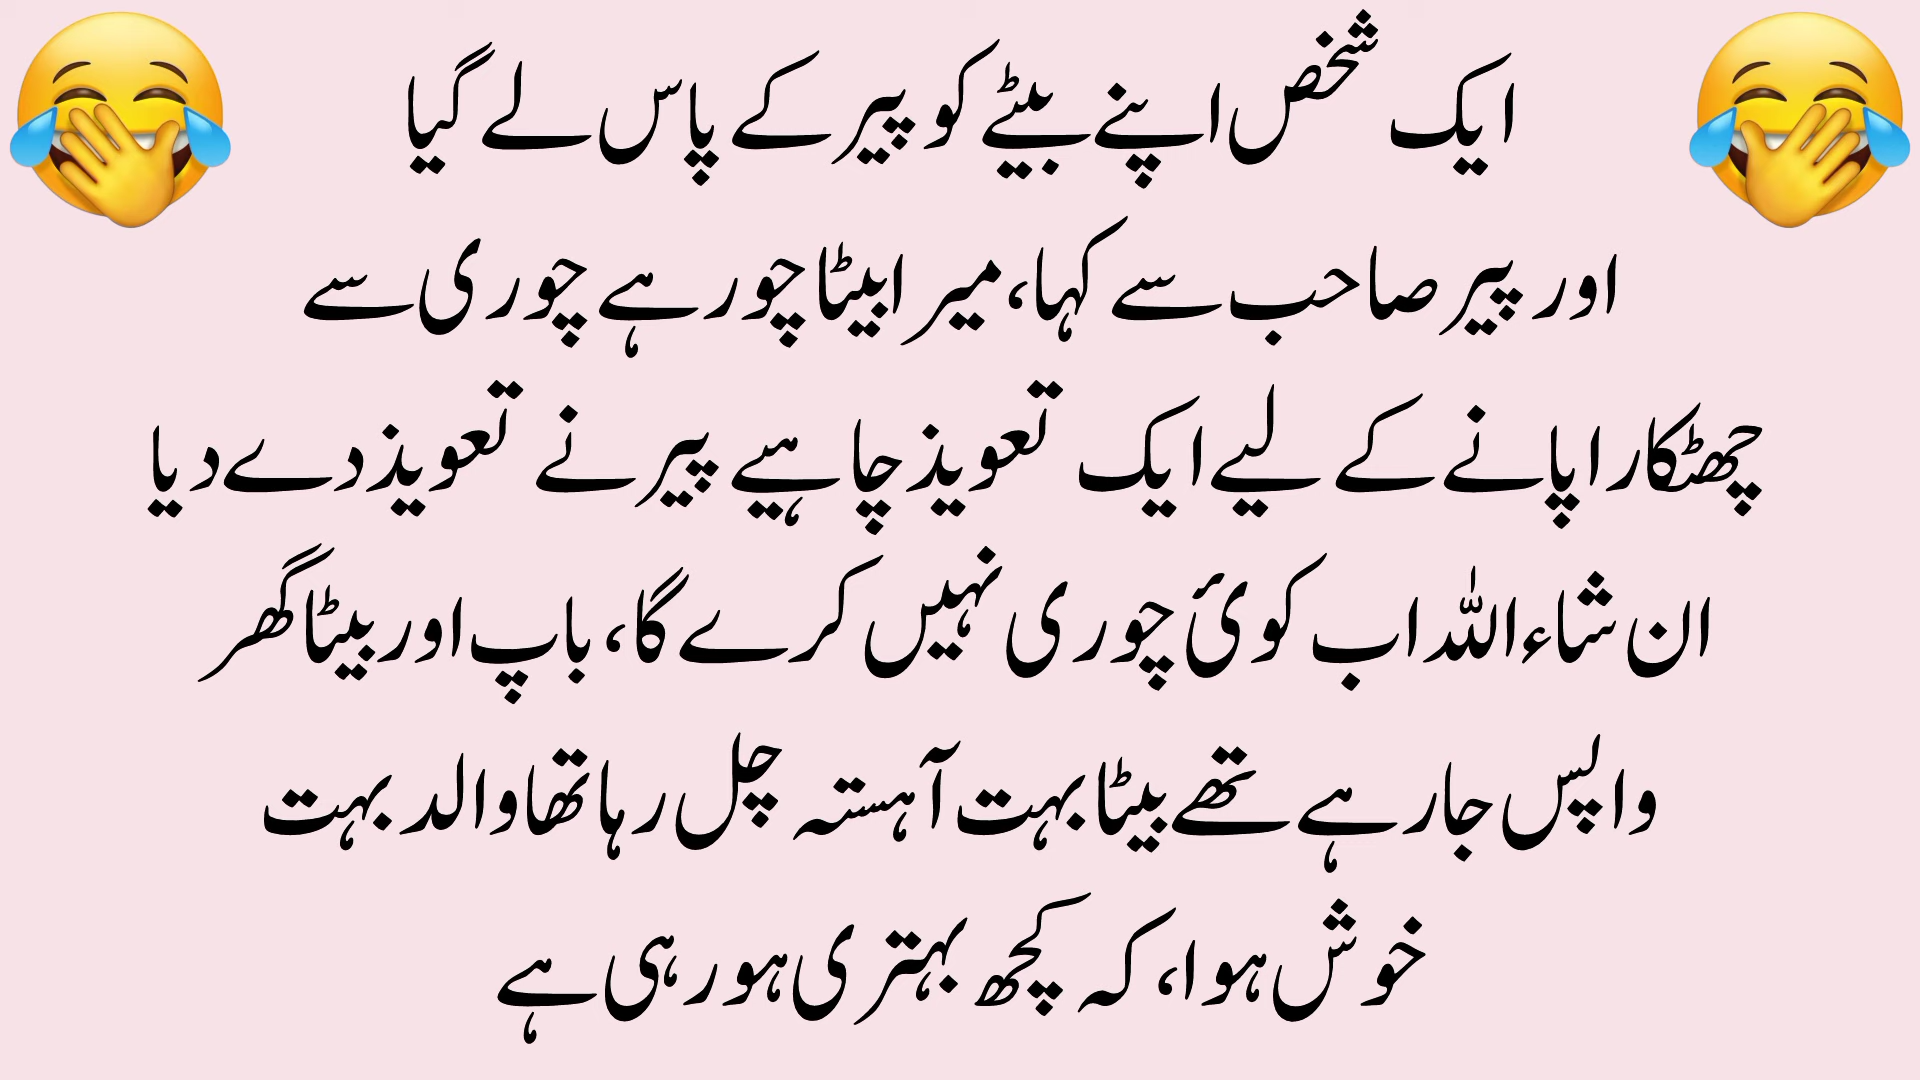 ایک شخص اپنے بیٹے کو پیر کے پاس لے گیا
اور پیر صاحب سے کہا، میرا بیٹا چور ہے چوری سے
چھٹکارا پانے کے لیے ایک تعویذ چاہیے پیر نے تعویذ دے دیا
ان شاء اللہ اب کوئ چوری نہیں کرے گا، باپ اور بیٹا گھر
واپس جا رہے تھے بیٹا بہت آہستہ چل رہا تھا والد بہت
خوش ہوا، کہ کچھ بہتری ہو رہی ہے